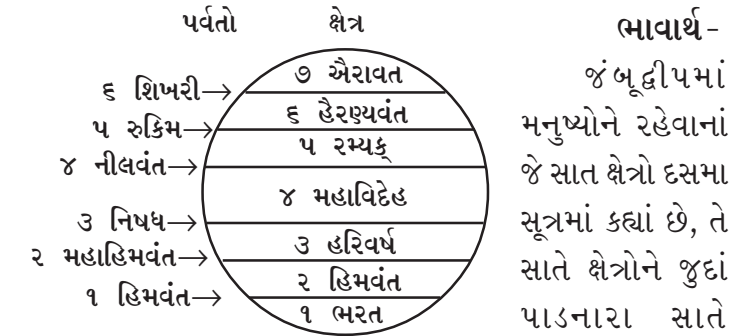 પર્વતો ક્ષેત્ર
૭ ઐરાવત
૬ શિખરી→
૬ હૈરણ્યવંત
૫ રુકિમ→
૫ રમ્યક્
૪ નીલવંત→
૪ મહાવિદેહ
૩ નિષધ→
૩ હરિવર્ષ
૨ મહાહિમવંત→
૨ હિમવંત
૧ હિમવંત→
૧ ભરત
ભાવાર્થ-
જંબૂદ્વીપમાં
મનુષ્યોને રહેવાનાં
જે સાત ક્ષેત્રો દસમા
સૂત્રમાં કહ્યાં છે, તે
સાતે ક્ષેત્રોને જુદાં
પાડનારા સાતે